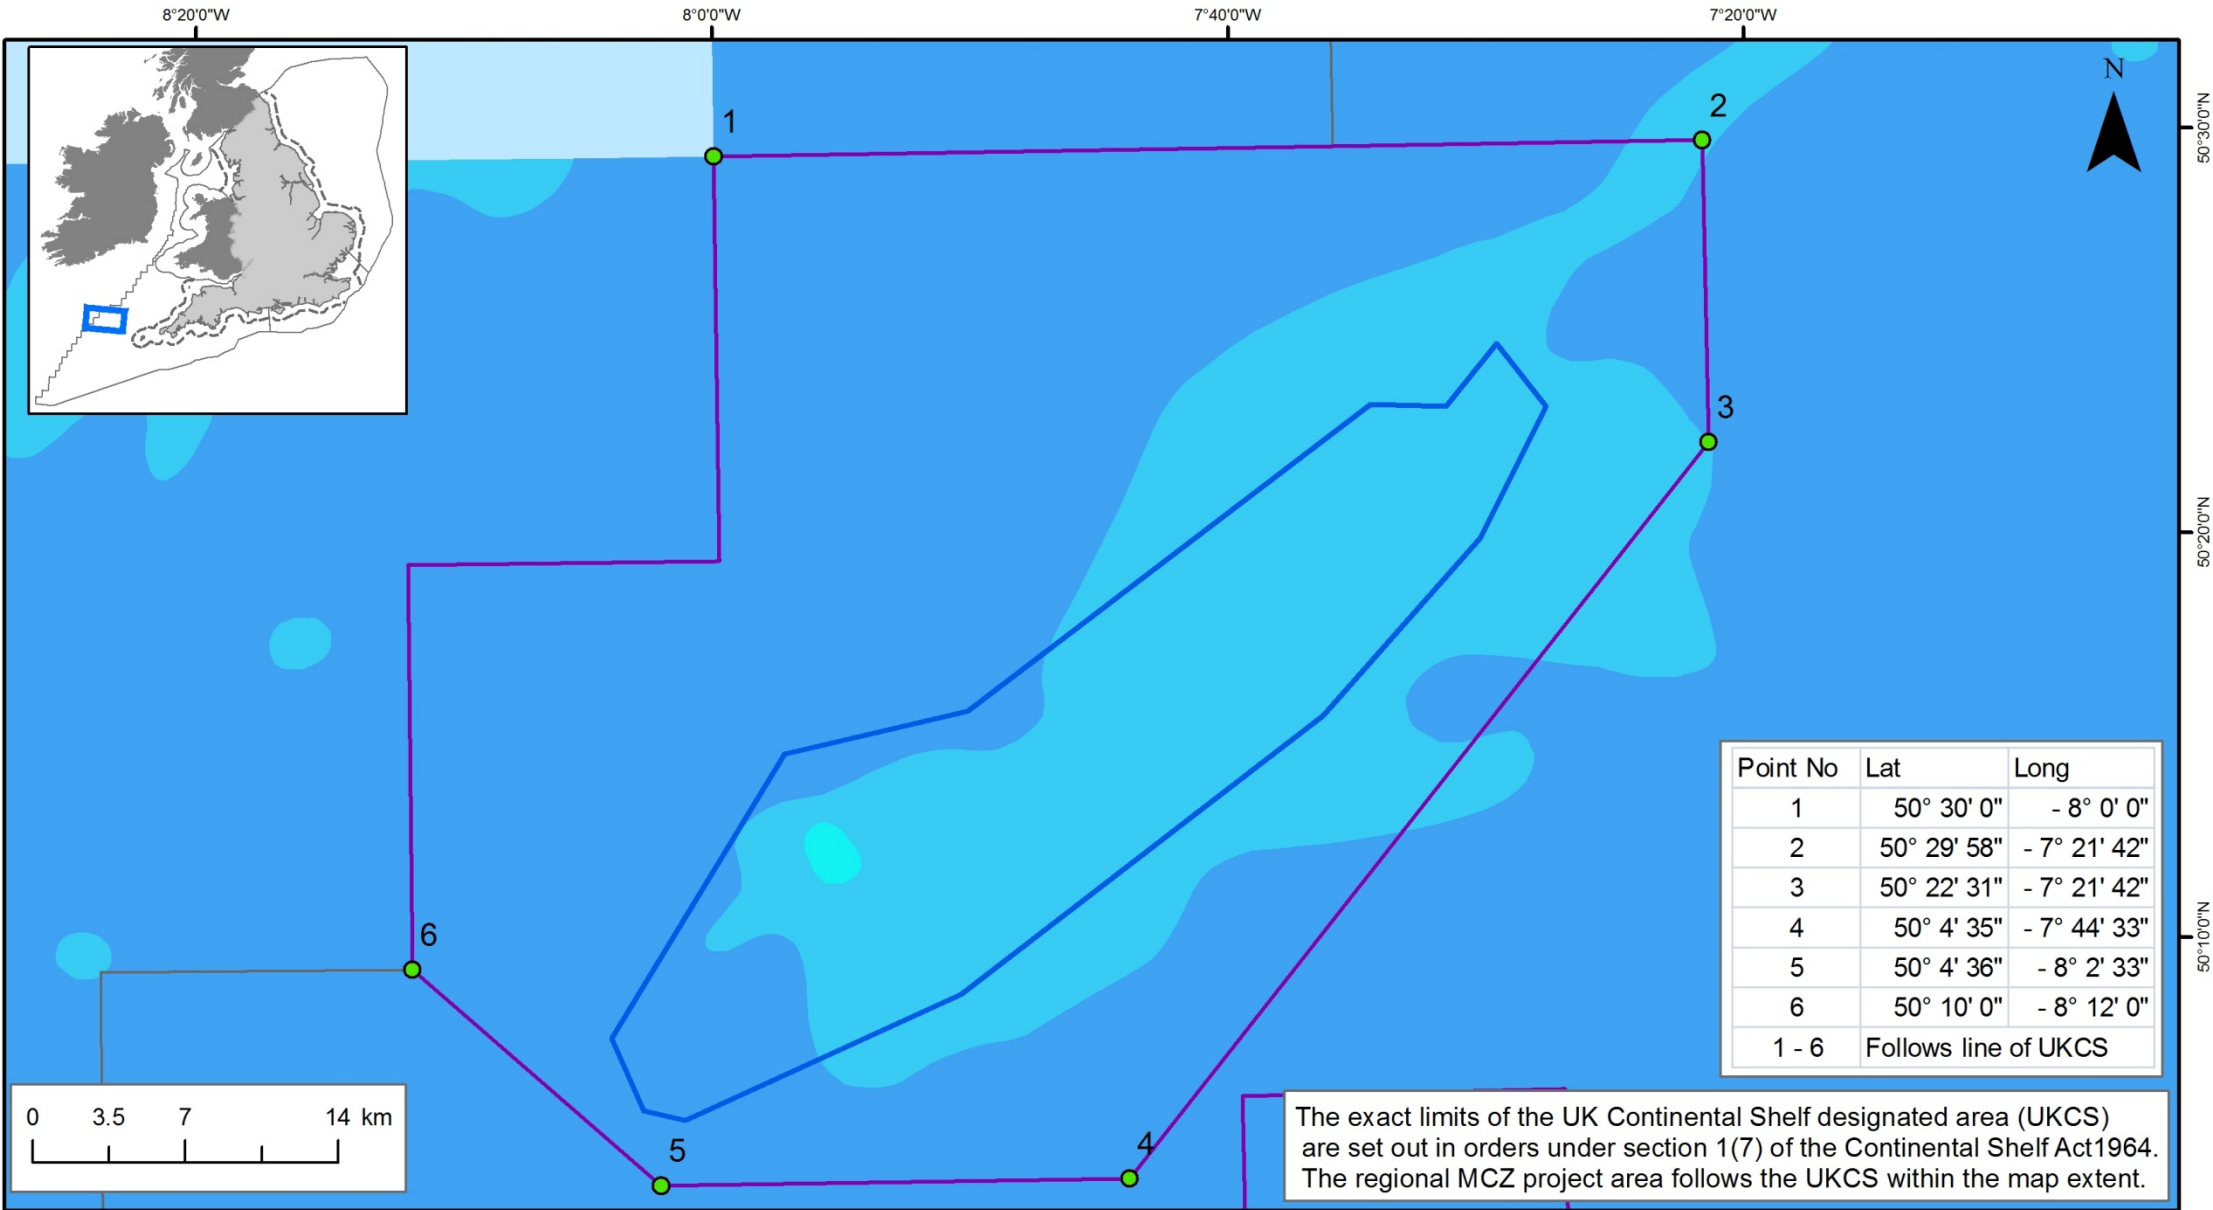 8°20'0"W
8°0'0"W
7°40'0"W
7°20'0"W
N
1
2
50°30'0"N
3
50°20'0"N
6
50°10'0"N
5
4
Point No Lat Long
1 50° 30' 0" - 8° 0' 0"
2 50° 29' 58" - 7° 21' 42"
3 50° 22' 31" - 7° 21' 42"
4 50° 4' 35" - 7° 44' 33"
5 50° 4' 36" - 8° 2' 33"
6 50° 10' 0" - 8° 12' 0"
1 - 6 Follows line of UKCS
0 3.5 7 14 km
The exact limits of the UK Continental Shelf designated area (UKCS)
are set out in orders under section 1(7) of the Continental Shelf Act1964.
The regional MCZ project area follows the UKCS within the map extent.